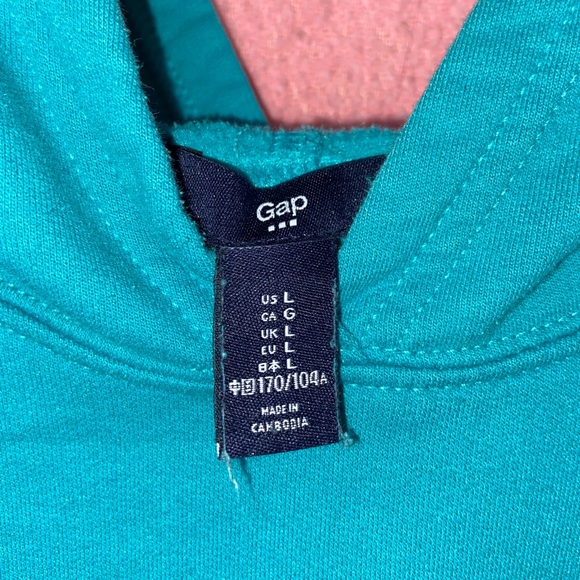 Gap
US L
CA G
UK L
EU L
日本 L
中国170/104A
MADE IN
CAMBODIA